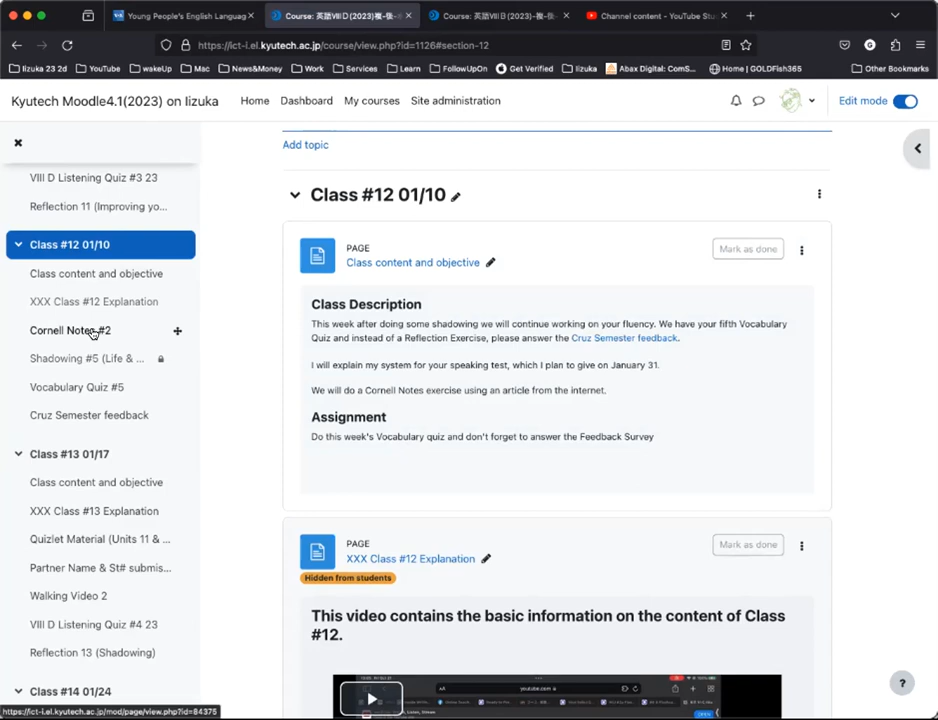 Young People's English Languag
Course: 英語VIII D(2023)
Course: 英語VIII D(2023)
Channel content - YouTube Stu
https://ict-i.el.kyutech.ac.jp/course/view.php?id=1126#section-12
Iizuka 23 2d
YouTube
wakeUp
Mac
News&Money
Work
Services
Learn
FollowUpOn
Get Verified
Iizuka
Abax Digital: ComS...
Home | GOLDFish365
Other Bookmarks
Kyutech Moodle4.1(2023) on Iizuka
Home
Dashboard
My courses
Site administration
Edit mode
VIII D Listening Quiz #3 23
Reflection 11 (Improving yo...
Class #12 01/10
Class content and objective
XXX Class #12 Explanation
Cornell Notes #2
Shadowing #5 (Life & ...
Vocabulary Quiz #5
Cruz Semester feedback
Class #13 01/17
Class content and objective
XXX Class #13 Explanation
Quizlet Material (Units 11 & ...
Partner Name & St# submis...
Walking Video 2
VIII D Listening Quiz #4 23
Reflection 13 (Shadowing)
Class #14 01/24
https://ict-i.el.kyutech.ac.jp/mod/page/view.php?id=84375
Add topic
Class #12 01/10
PAGE
Class content and objective
Mark as done
Class Description
This week after doing some shadowing we will continue working on your fluency. We have your fifth Vocabulary
Quiz and instead of a Reflection Exercise, please answer the Cruz Semester feedback.
I will explain my system for your speaking test, which I plan to give on January 31.
We will do a Cornell Notes exercise using an article from the internet.
Assignment
Do this week's Vocabulary quiz and don't forget to answer the Feedback Survey
PAGE
XXX Class #12 Explanation
Mark as done
Hidden from students
This video contains the basic information on the content of Class
#12.
youtube.com
?